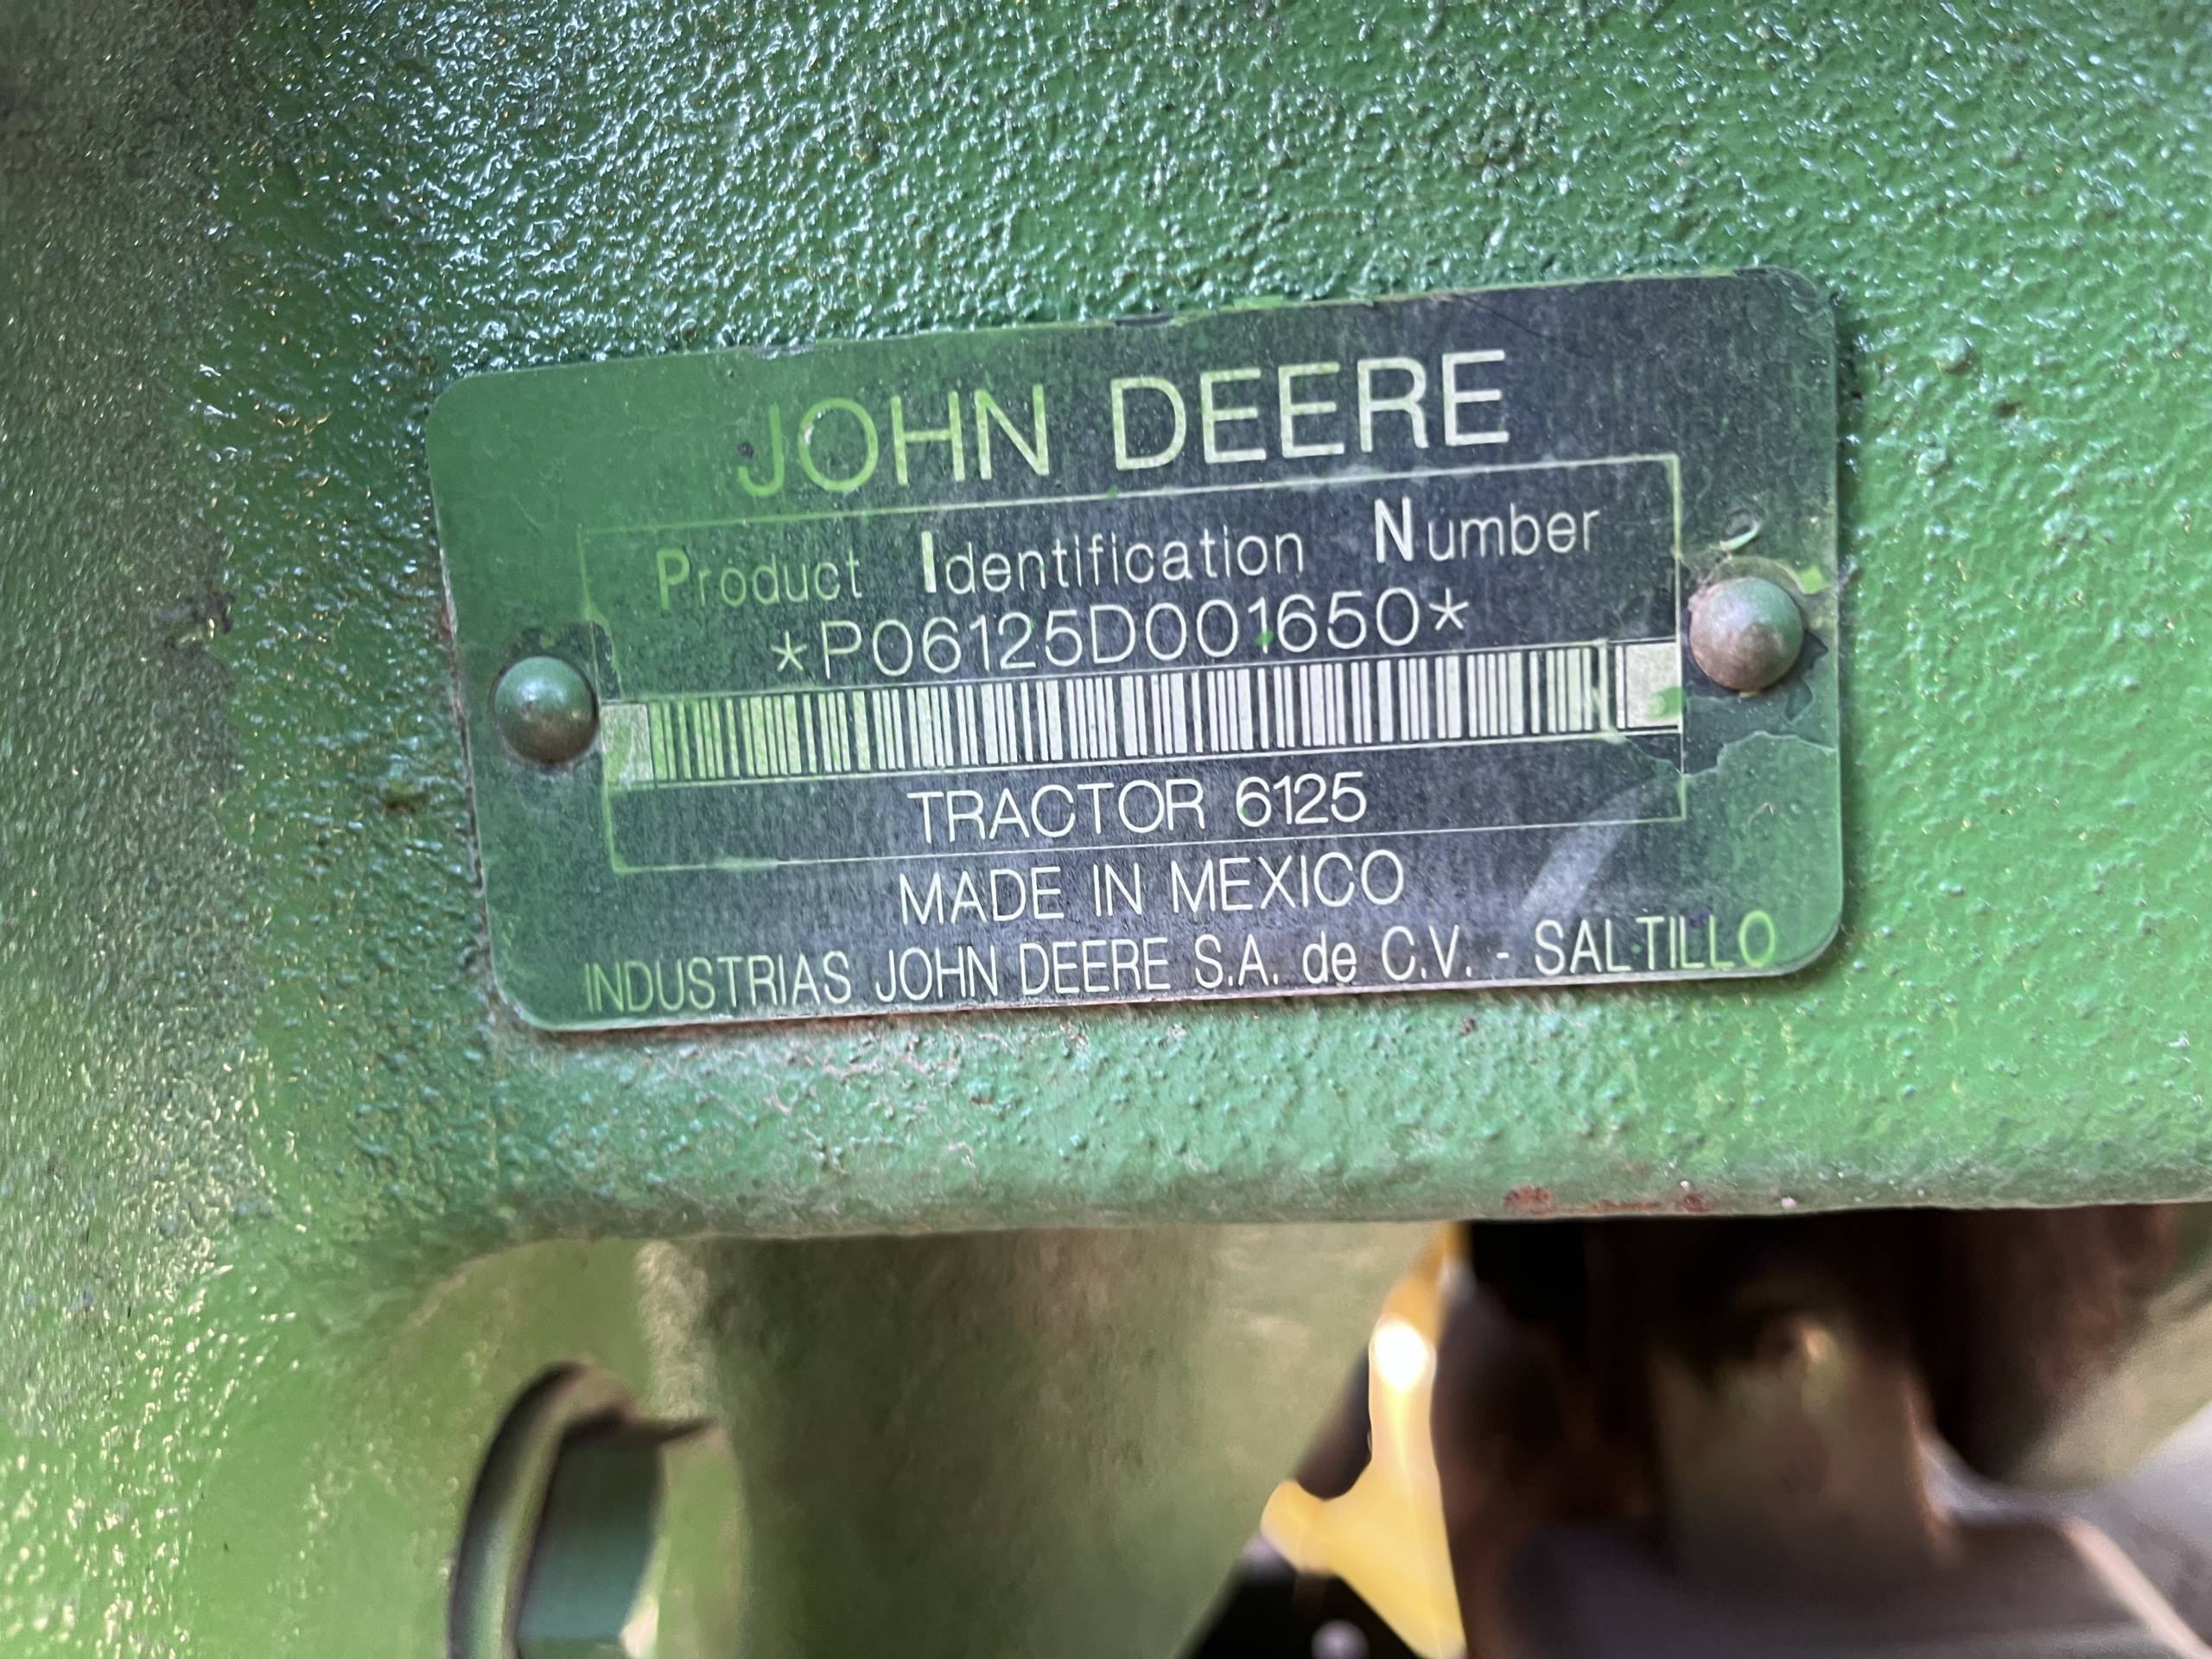 JOHN DEERE
Product Identification Number
*P06125D001650*
TRACTOR 6125
MADE IN MEXICO
INDUSTRIAS JOHN DEERE S.A. de C.V. - SALTILLO